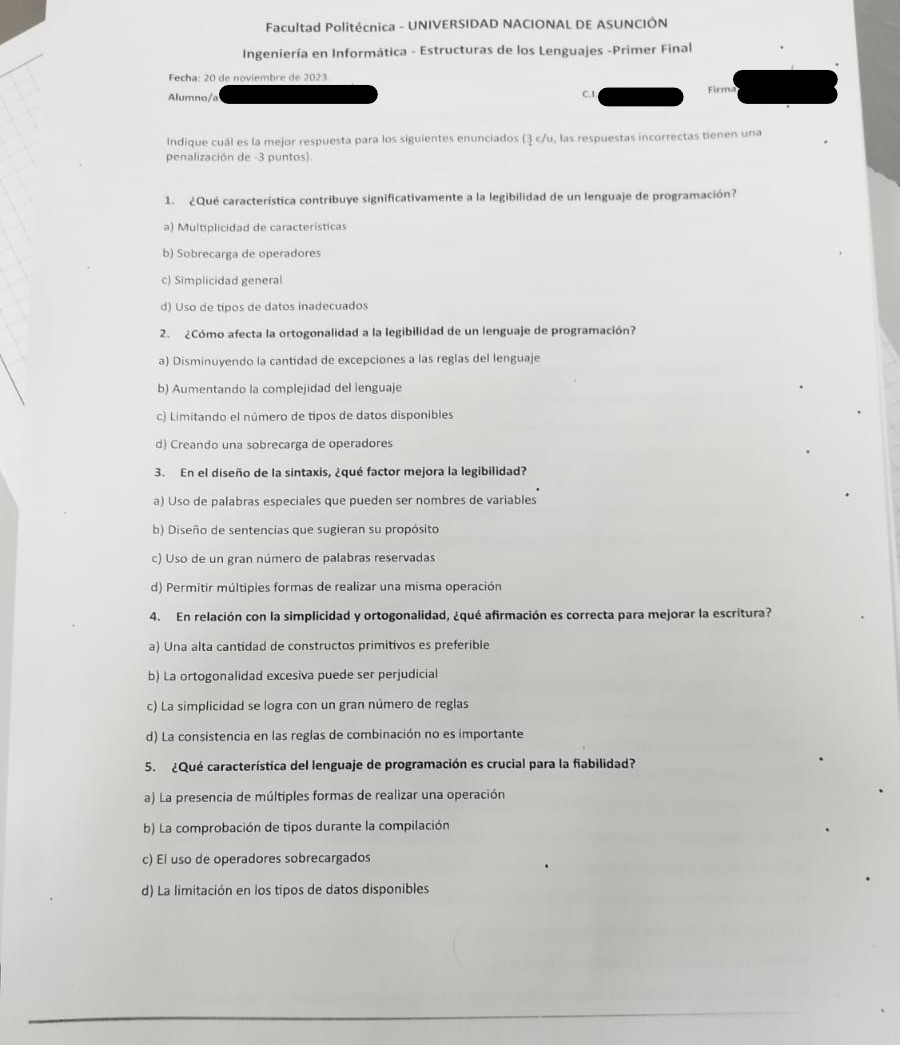 Facultad Politécnica - UNIVERSIDAD NACIONAL DE ASUNCIÓN
Ingeniería en Informática - Estructuras de los Lenguajes -Primer Final
Fecha: 20 de noviembre de 2023.
Alumno/a
C.I.
Firma
Indique cuál es la mejor respuesta para los siguientes enunciados (3 c/u, las respuestas incorrectas tienen una
penalización de -3 puntos).
1. ¿Qué característica contribuye significativamente a la legibilidad de un lenguaje de programación?
a) Multiplicidad de características
b) Sobrecarga de operadores
c) Simplicidad general
d) Uso de tipos de datos inadecuados
2. ¿Cómo afecta la ortogonalidad a la legibilidad de un lenguaje de programación?
a) Disminuyendo la cantidad de excepciones a las reglas del lenguaje
b) Aumentando la complejidad del lenguaje
c) Limitando el número de tipos de datos disponibles
d) Creando una sobrecarga de operadores
3. En el diseño de la sintaxis, ¿qué factor mejora la legibilidad?
a) Uso de palabras especiales que pueden ser nombres de variables
b) Diseño de sentencias que sugieran su propósito
c) Uso de un gran número de palabras reservadas
d) Permitir múltiples formas de realizar una misma operación
4. En relación con la simplicidad y ortogonalidad, ¿qué afirmación es correcta para mejorar la escritura?
a) Una alta cantidad de constructos primitivos es preferible
b) La ortogonalidad excesiva puede ser perjudicial
c) La simplicidad se logra con un gran número de reglas
d) La consistencia en las reglas de combinación no es importante
5. ¿Qué característica del lenguaje de programación es crucial para la fiabilidad?
a) La presencia de múltiples formas de realizar una operación
b) La comprobación de tipos durante la compilación
c) El uso de operadores sobrecargados
d) La limitación en los tipos de datos disponibles